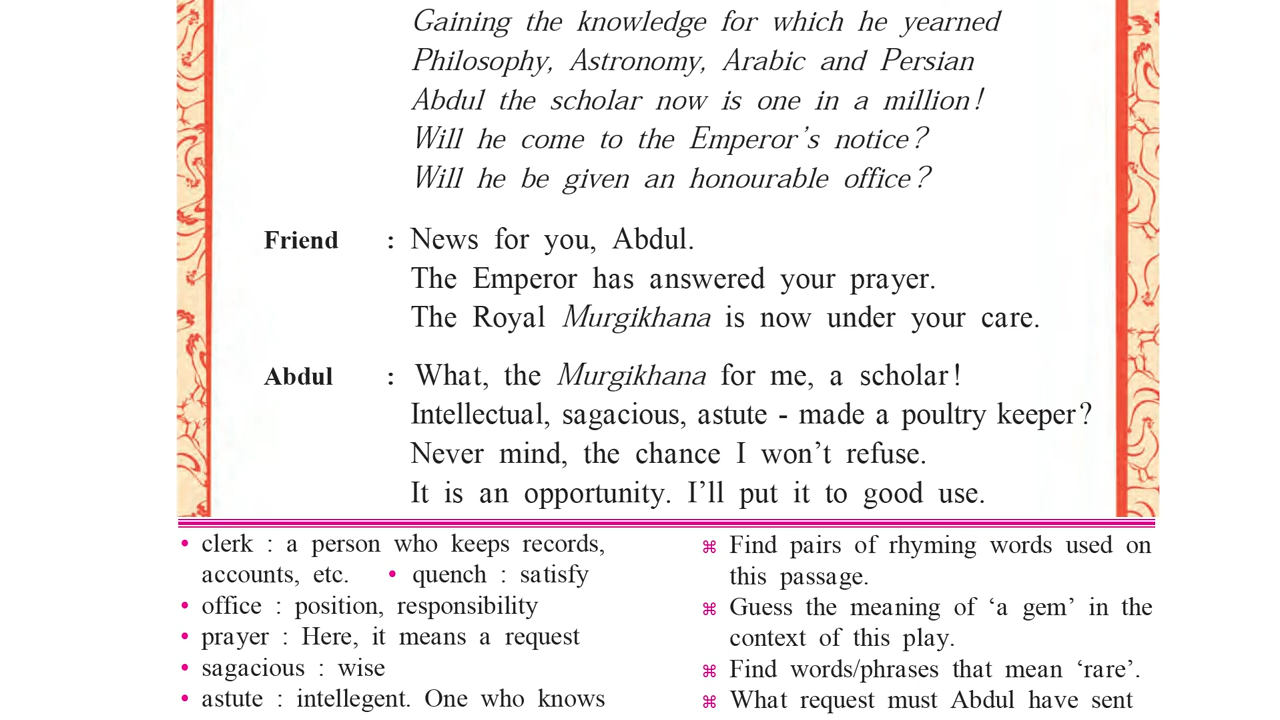 Gaining the knowledge for which he yearned
Philosophy, Astronomy, Arabic and Persian
Abdul the scholar now is one in a million!
Will he come to the Emperor's notice?
Will he be given an honourable office?
Friend : News for you, Abdul.
The Emperor has answered your prayer.
The Royal Murgikhana is now under your care.
Abdul : What, the Murgikhana for me, a scholar!
Intellectual, sagacious, astute - made a poultry keeper?
Never mind, the chance I won't refuse.
It is an opportunity. I'll put it to good use.
• clerk : a person who keeps records,
accounts, etc. • quench : satisfy
• office : position, responsibility
• prayer : Here, it means a request
• sagacious : wise
• astute : intellegent. One who knows
⌘ Find pairs of rhyming words used on
this passage.
⌘ Guess the meaning of 'a gem' in the
context of this play.
⌘ Find words/phrases that mean 'rare'.
⌘ What request must Abdul have sent